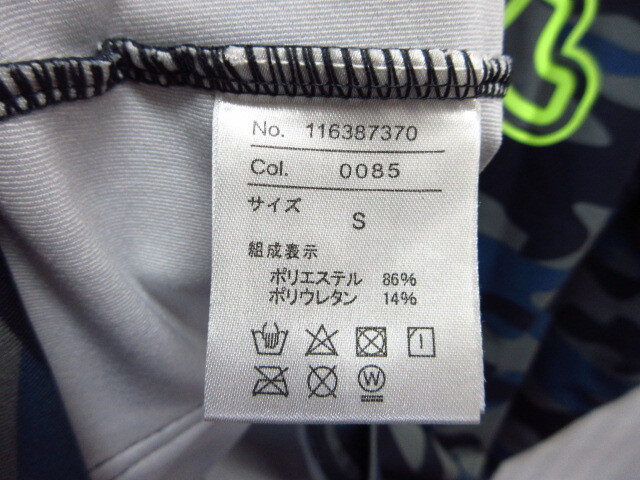 No. 116387370
Col. 0085
サイズ S
組成表示
ポリエステル 86%
ポリウレタン 14%
W